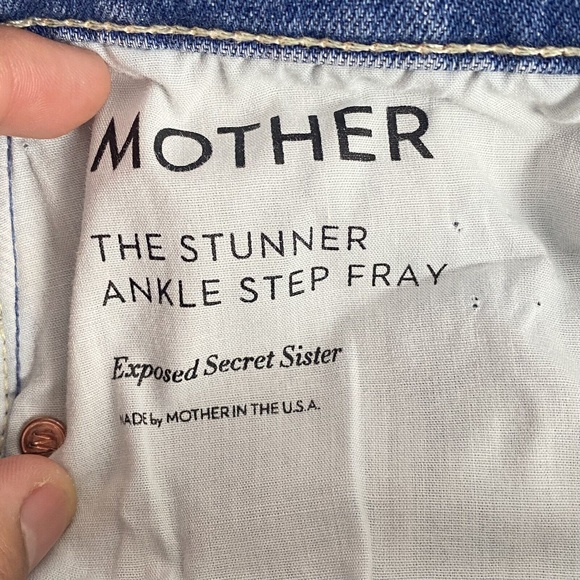 MOTHER
THE STUNNER
ANKLE STEP FRAY
Exposed Secret Sister
MADE by MOTHER IN THE U.S.A.